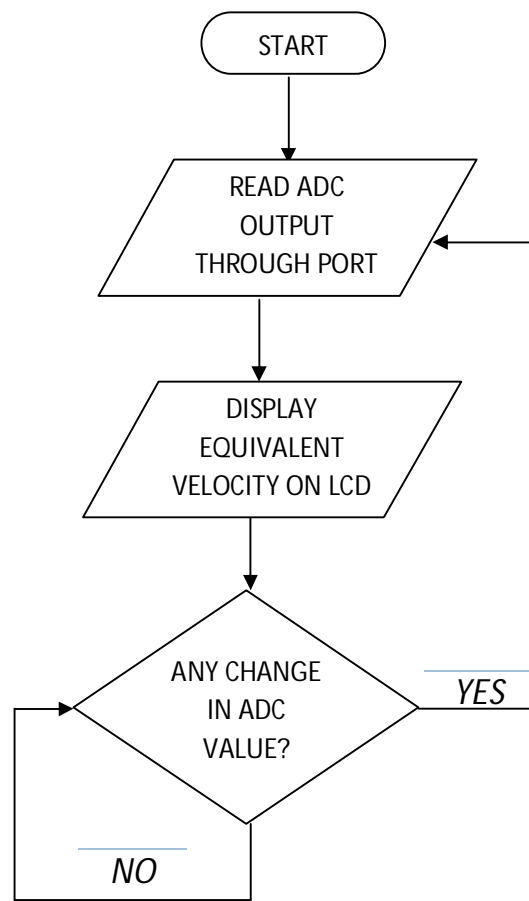 START
READ ADC
OUTPUT
THROUGH PORT
DISPLAY
EQUIVALENT
VELOCITY ON LCD
ANY CHANGE
IN ADC
VALUE?
YES
NO